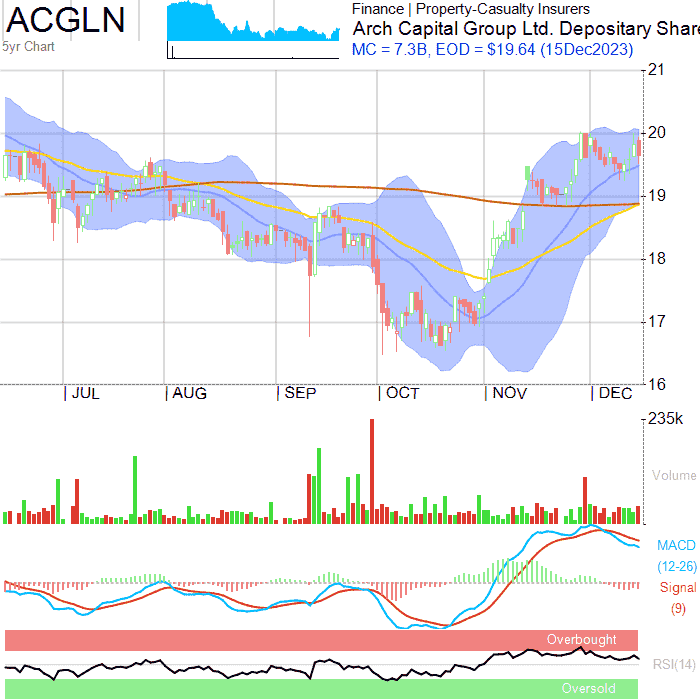 ACGLN
5yr Chart
Finance | Property-Casualty Insurers
Arch Capital Group Ltd. Depositary Share
MC = 7.3B, EOD = $19.64 (15Dec2023)
21
20
19
18
17
16
JUL AUG SEP OCT NOV DEC
235k
Volume
MACD
(12-26)
Signal
(9)
Overbought
RSI(14)
Oversold